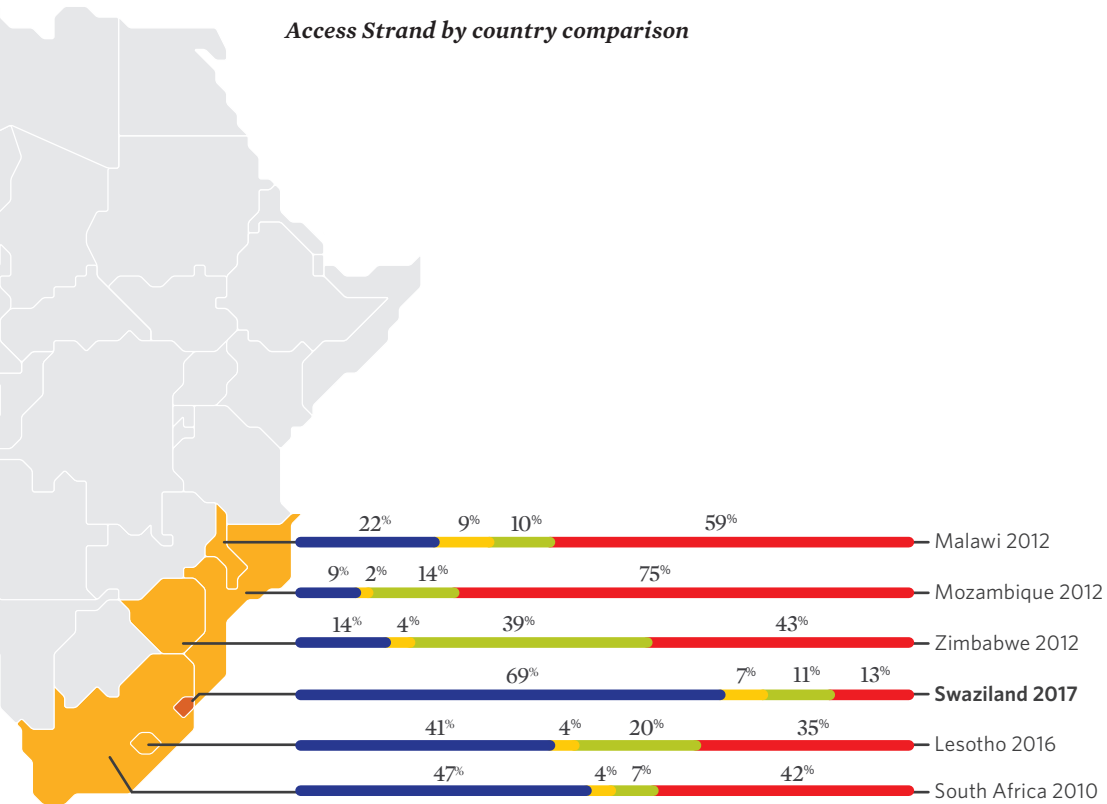 Access Strand by country comparison
22% 9% 10% 59%
Malawi 2012
9% 2% 14% 75%
Mozambique 2012
14% 4% 39% 43%
Zimbabwe 2012
69% 7% 11% 13%
Swaziland 2017
41% 4% 20% 35%
Lesotho 2016
47% 4% 7% 42%
South Africa 2010